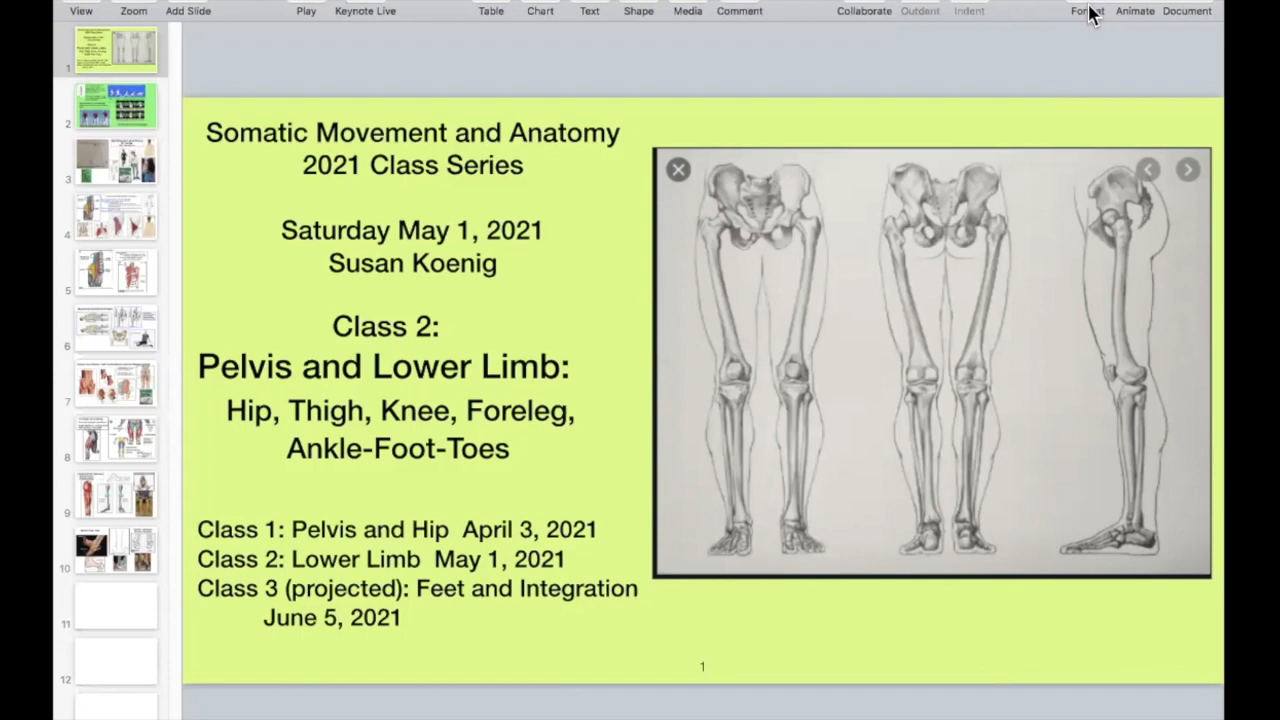 View Zoom Add Slide Play Keynote Live Table Chart Text Shape Media Comment Collaborate Outdent Indent Format Animate Document
Somatic Movement and Anatomy
2021 Class Series
Saturday May 1, 2021
Susan Koenig
Class 2:
Pelvis and Lower Limb:
Hip, Thigh, Knee, Foreleg,
Ankle-Foot-Toes
Class 1: Pelvis and Hip April 3, 2021
Class 2: Lower Limb May 1, 2021
Class 3 (projected): Feet and Integration
June 5, 2021
1
1
2
3
4
5
6
7
8
9
10
11
12